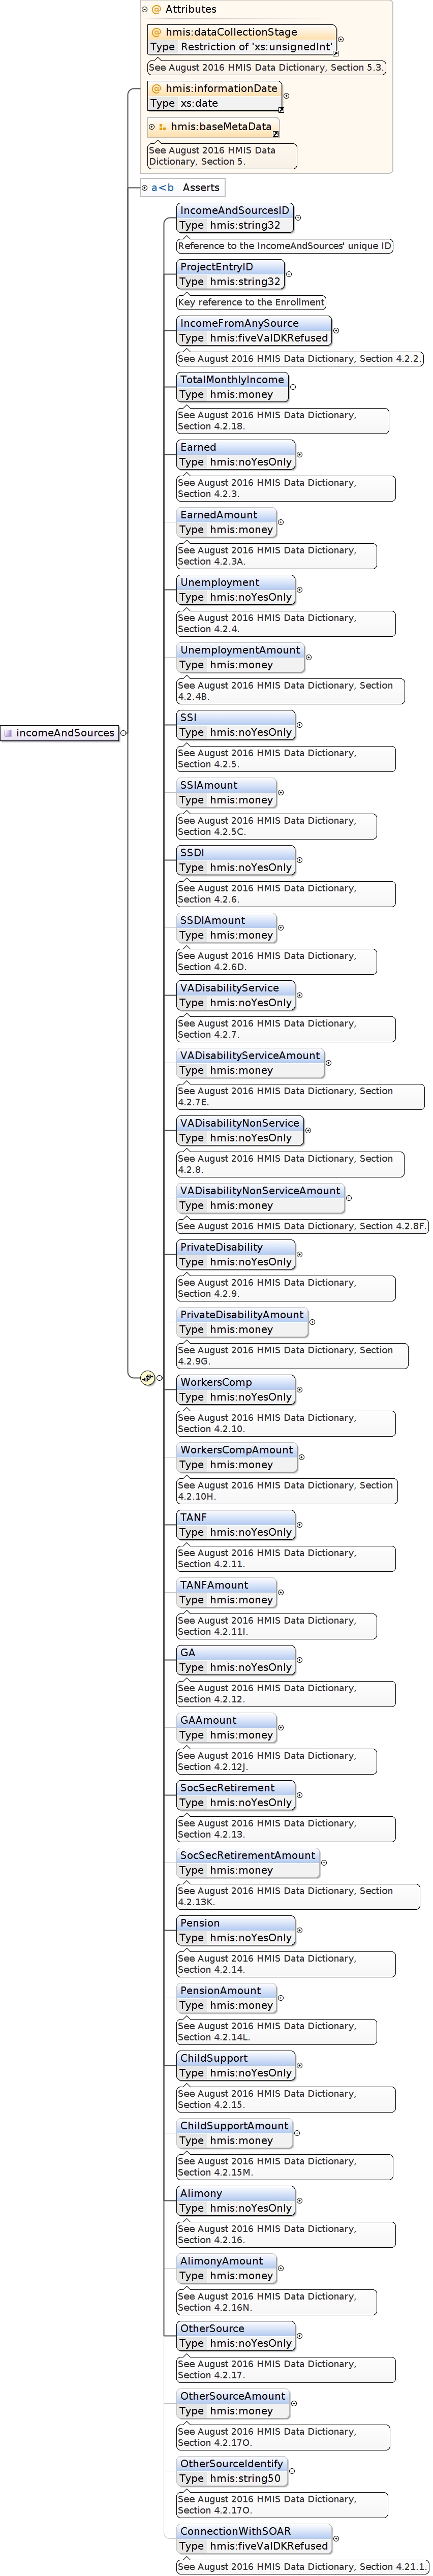 Attributes
@ hmis:dataCollectionStage
Type Restriction of 'xs:unsignedInt'
See August 2016 HMIS Data Dictionary, Section 5.3.
@ hmis:informationDate
Type xs:date
hmis:baseMetaData
See August 2016 HMIS Data
Dictionary, Section 5.
a<b Asserts
IncomeAndSourcesID
Type hmis:string32
Reference to the IncomeAndSources' unique ID
ProjectEntryID
Type hmis:string32
Key reference to the Enrollment
IncomeFromAnySource
Type hmis:fiveValDKRefused
See August 2016 HMIS Data Dictionary, Section 4.2.2.
TotalMonthlyIncome
Type hmis:money
See August 2016 HMIS Data Dictionary,
Section 4.2.18.
Earned
Type hmis:noYesOnly
See August 2016 HMIS Data Dictionary,
Section 4.2.3.
EarnedAmount
Type hmis:money
See August 2016 HMIS Data Dictionary,
Section 4.2.3A.
Unemployment
Type hmis:noYesOnly
See August 2016 HMIS Data Dictionary,
Section 4.2.4.
UnemploymentAmount
Type hmis:money
See August 2016 HMIS Data Dictionary, Section
4.2.4B.
incomeAndSources
SSI
Type hmis:noYesOnly
See August 2016 HMIS Data Dictionary,
Section 4.2.5.
SSIAmount
Type hmis:money
See August 2016 HMIS Data Dictionary,
Section 4.2.5C.
SSDI
Type hmis:noYesOnly
See August 2016 HMIS Data Dictionary,
Section 4.2.6.
SSDIAmount
Type hmis:money
See August 2016 HMIS Data Dictionary,
Section 4.2.6D.
VADisabilityService
Type hmis:noYesOnly
See August 2016 HMIS Data Dictionary,
Section 4.2.7.
VADisabilityServiceAmount
Type hmis:money
See August 2016 HMIS Data Dictionary, Section
4.2.7E.
VADisabilityNonService
Type hmis:noYesOnly
See August 2016 HMIS Data Dictionary, Section
4.2.8.
VADisabilityNonServiceAmount
Type hmis:money
See August 2016 HMIS Data Dictionary, Section 4.2.8F.
PrivateDisability
Type hmis:noYesOnly
See August 2016 HMIS Data Dictionary,
Section 4.2.9.
PrivateDisabilityAmount
Type hmis:money
See August 2016 HMIS Data Dictionary, Section
4.2.9G.
WorkersComp
Type hmis:noYesOnly
See August 2016 HMIS Data Dictionary,
Section 4.2.10.
WorkersCompAmount
Type hmis:money
See August 2016 HMIS Data Dictionary, Section
4.2.10H.
TANF
Type hmis:noYesOnly
See August 2016 HMIS Data Dictionary,
Section 4.2.11.
TANFAmount
Type hmis:money
See August 2016 HMIS Data Dictionary,
Section 4.2.11I.
GA
Type hmis:noYesOnly
See August 2016 HMIS Data Dictionary,
Section 4.2.12.
GAAmount
Type hmis:money
See August 2016 HMIS Data Dictionary,
Section 4.2.12J.
SocSecRetirement
Type hmis:noYesOnly
See August 2016 HMIS Data Dictionary,
Section 4.2.13.
SocSecRetirementAmount
Type hmis:money
See August 2016 HMIS Data Dictionary, Section
4.2.13K.
Pension
Type hmis:noYesOnly
See August 2016 HMIS Data Dictionary,
Section 4.2.14.
PensionAmount
Type hmis:money
See August 2016 HMIS Data Dictionary,
Section 4.2.14L.
ChildSupport
Type hmis:noYesOnly
See August 2016 HMIS Data Dictionary,
Section 4.2.15.
ChildSupportAmount
Type hmis:money
See August 2016 HMIS Data Dictionary,
Section 4.2.15M.
Alimony
Type hmis:noYesOnly
See August 2016 HMIS Data Dictionary,
Section 4.2.16.
AlimonyAmount
Type hmis:money
See August 2016 HMIS Data Dictionary,
Section 4.2.16N.
OtherSource
Type hmis:noYesOnly
See August 2016 HMIS Data Dictionary,
Section 4.2.17.
OtherSourceAmount
Type hmis:money
See August 2016 HMIS Data Dictionary,
Section 4.2.17O.
OtherSourceIdentify
Type hmis:string50
See August 2016 HMIS Data Dictionary,
Section 4.2.17O.
ConnectionWithSOAR
Type hmis:fiveValDKRefused
See August 2016 HMIS Data Dictionary, Section 4.21.1.